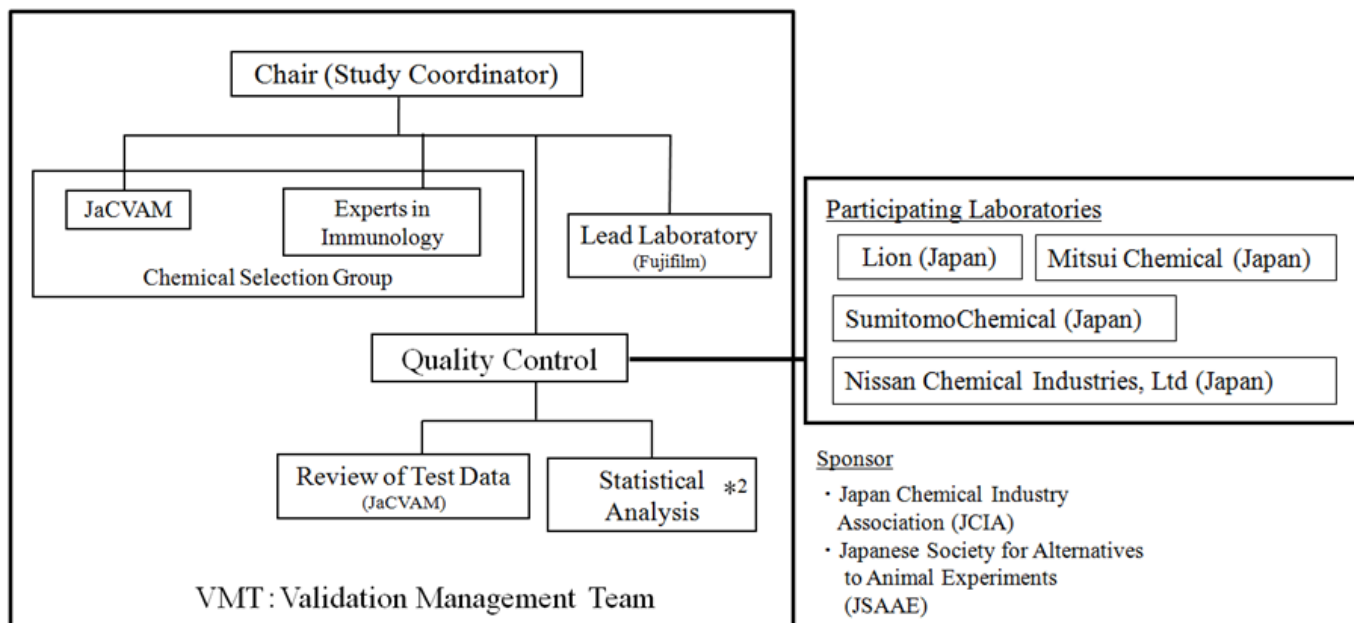 Chair (Study Coordinator)
JaCVAM
Experts in
Immunology
Chemical Selection Group
Lead Laboratory
(Fujifilm)
Quality Control
Review of Test Data
(JaCVAM)
Statistical
Analysis
*2
VMT : Validation Management Team
Participating Laboratories
Lion (Japan)
Mitsui Chemical (Japan)
SumitomoChemical (Japan)
Nissan Chemical Industries, Ltd (Japan)
Sponsor
・Japan Chemical Industry
Association (JCIA)
・Japanese Society for Alternatives
to Animal Experiments
(JSAAE)